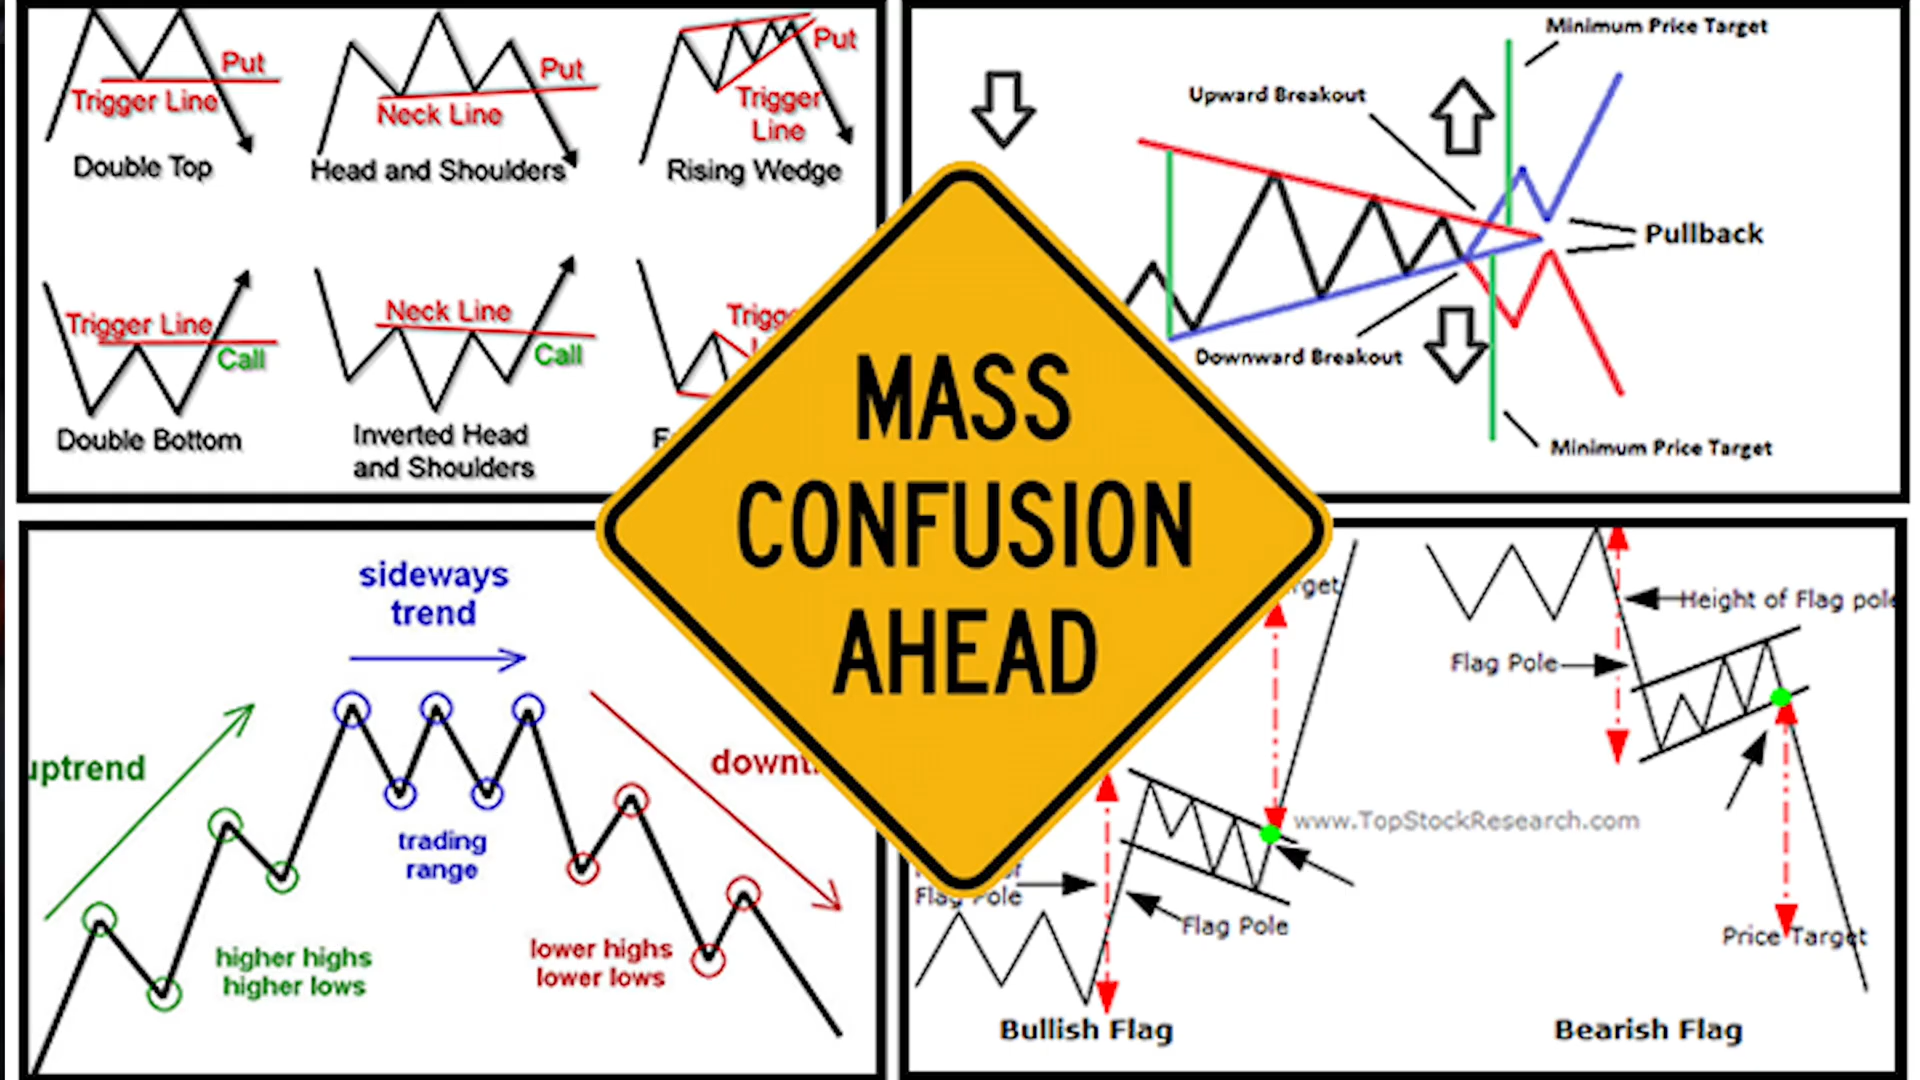 Put
Trigger Line
Double Top
Put
Neck Line
Head and Shoulders
Put
Trigger
Line
Rising Wedge
Trigger Line
Call
Double Bottom
Neck Line
Call
Inverted Head
and Shoulders
Minimum Price Target
Upward Breakout
Pullback
Downward Breakout
Minimum Price Target
MASS
CONFUSION
AHEAD
sideways
trend
uptrend
trading
range
higher highs
higher lows
lower highs
lower lows
Height of Flag pole
Flag Pole
www.TopStockResearch.com
Flag Pole
Flag Pole
Price Target
Bullish Flag
Bearish Flag